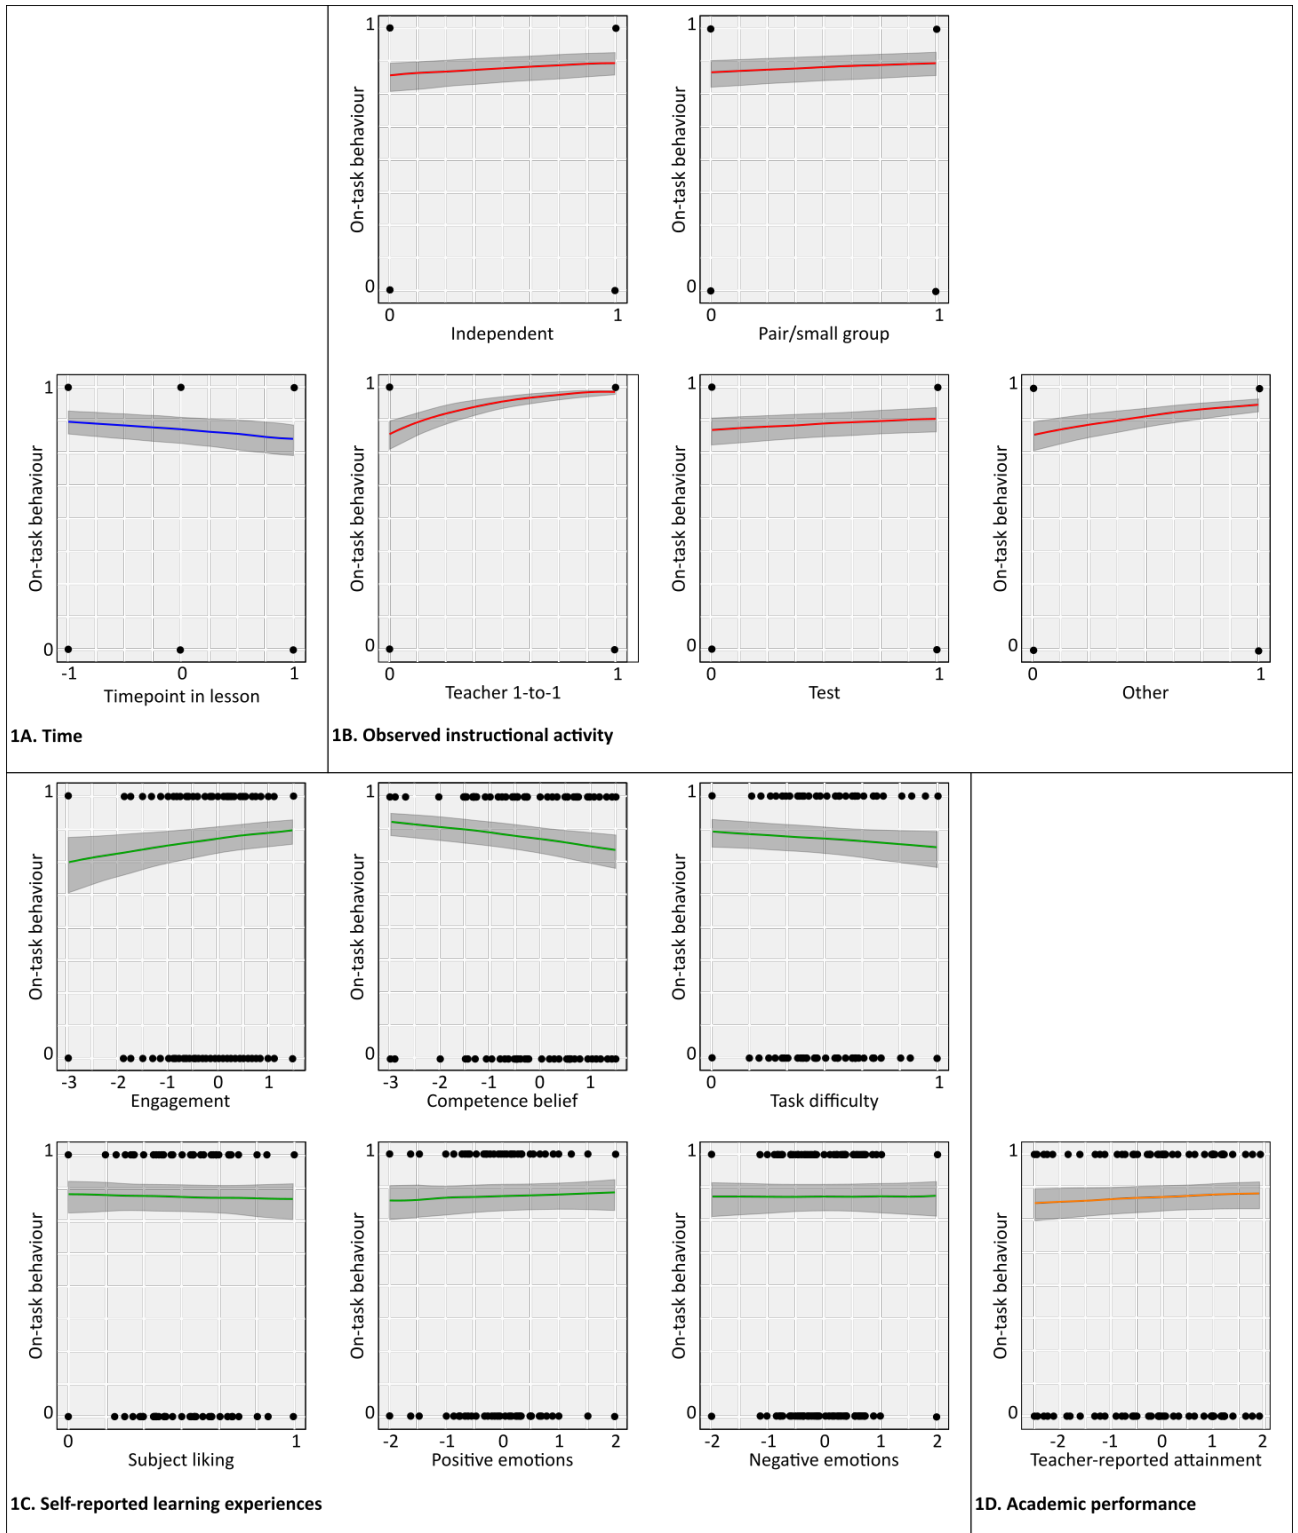 1
On-task behaviour
0
0 1
Independent
1
On-task behaviour
0
0 1
Pair/small group
1
On-task behaviour
0
-1 0 1
Timepoint in lesson
1A. Time
1
On-task behaviour
0
0 1
Teacher 1-to-1
1
On-task behaviour
0
0 1
Test
1
On-task behaviour
0
0 1
Other
1B. Observed instructional activity
1
On-task behaviour
0
-3 -2 -1 0 1
Engagement
1
On-task behaviour
0
-3 -2 -1 0 1
Competence belief
1
On-task behaviour
0
0 1
Task difficulty
1
On-task behaviour
0
0 1
Subject liking
1
On-task behaviour
0
-2 -1 0 1 2
Positive emotions
1
On-task behaviour
0
-2 -1 0 1 2
Negative emotions
1C. Self-reported learning experiences
1
On-task behaviour
0
-2 -1 0 1 2
Teacher-reported attainment
1D. Academic performance